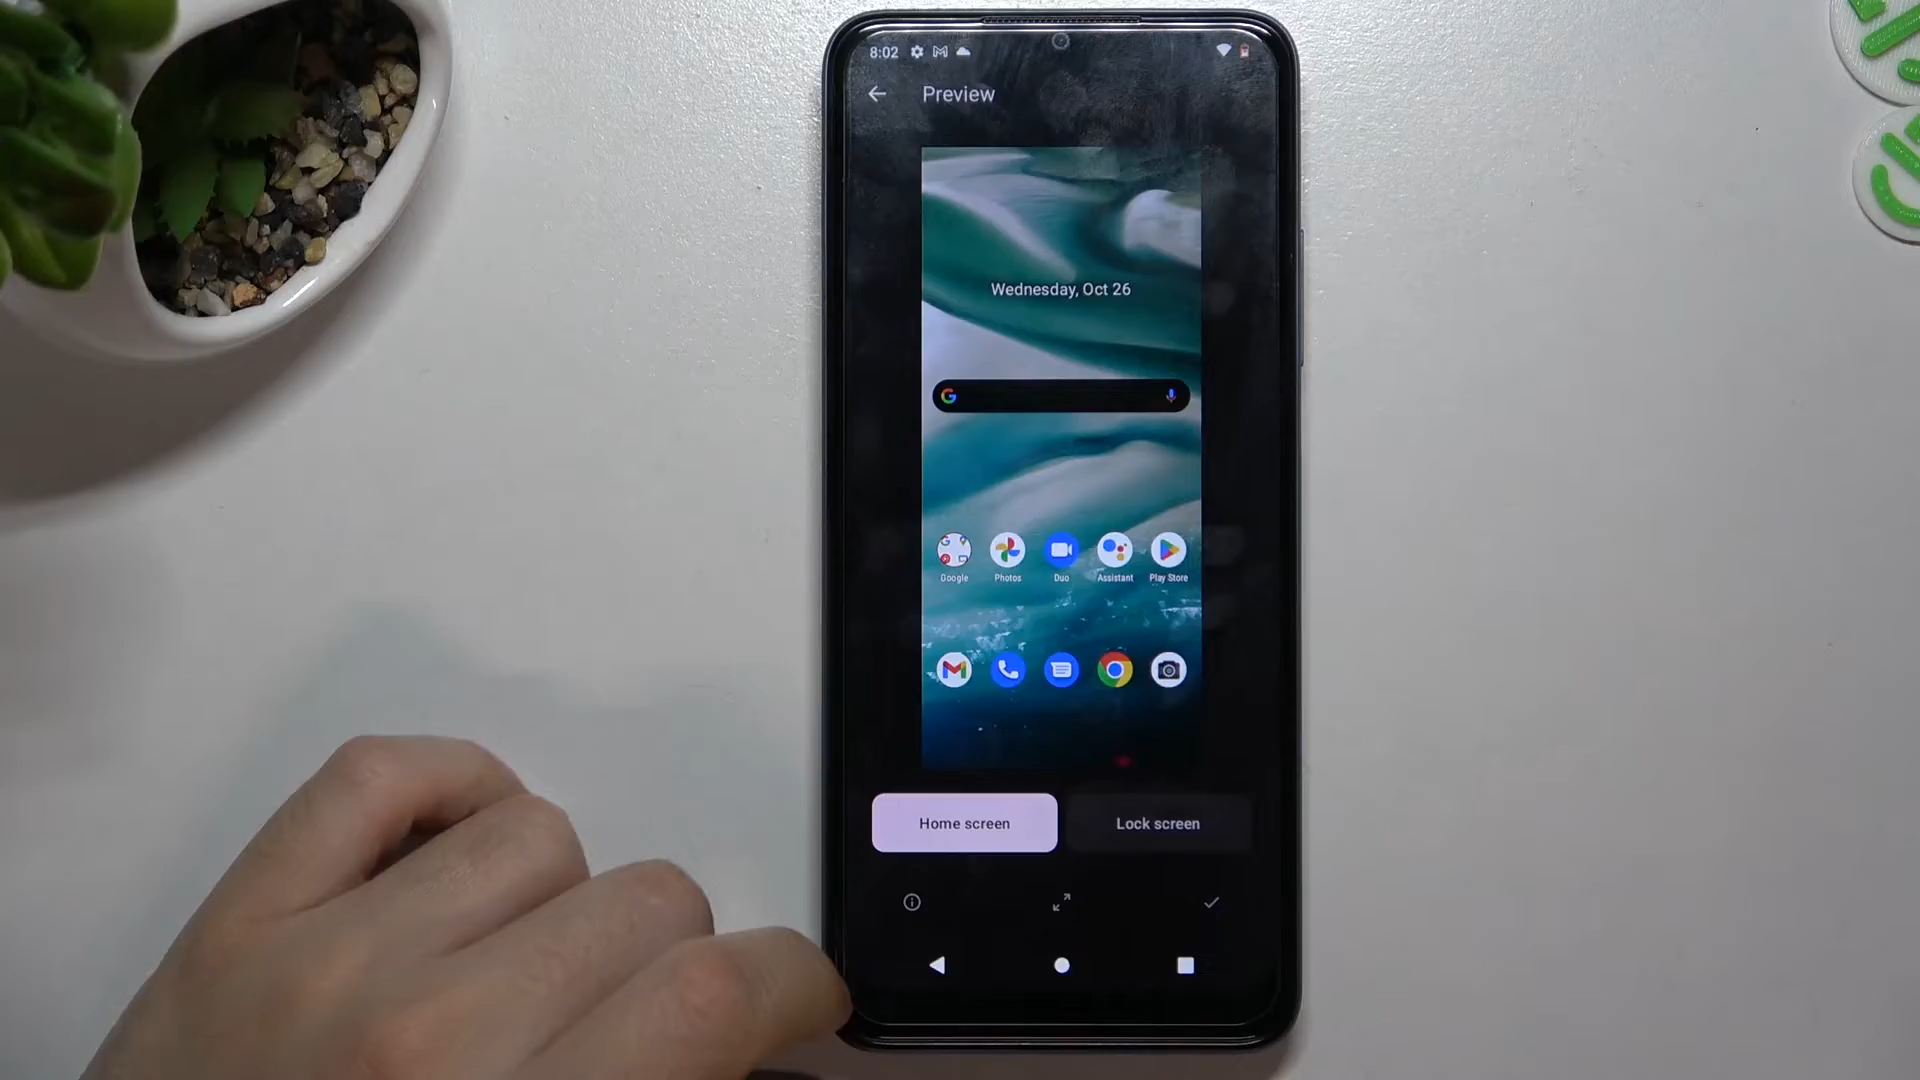 8:02
Preview
Wednesday, Oct 26
Google Photos Duo Assistant Play Store
Home screen Lock screen